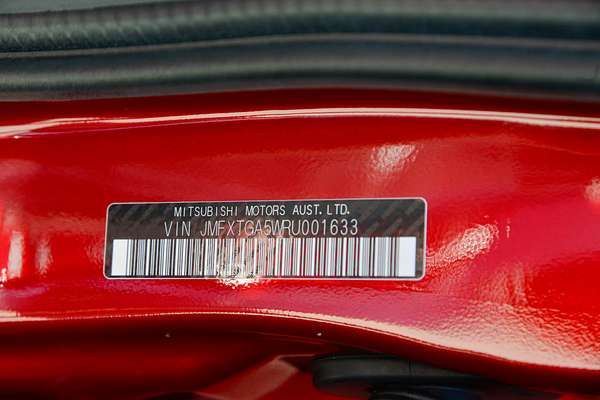 MITSUBISHI MOTORS AUST.LTD.
VIN JMFXTGA5WRU001633